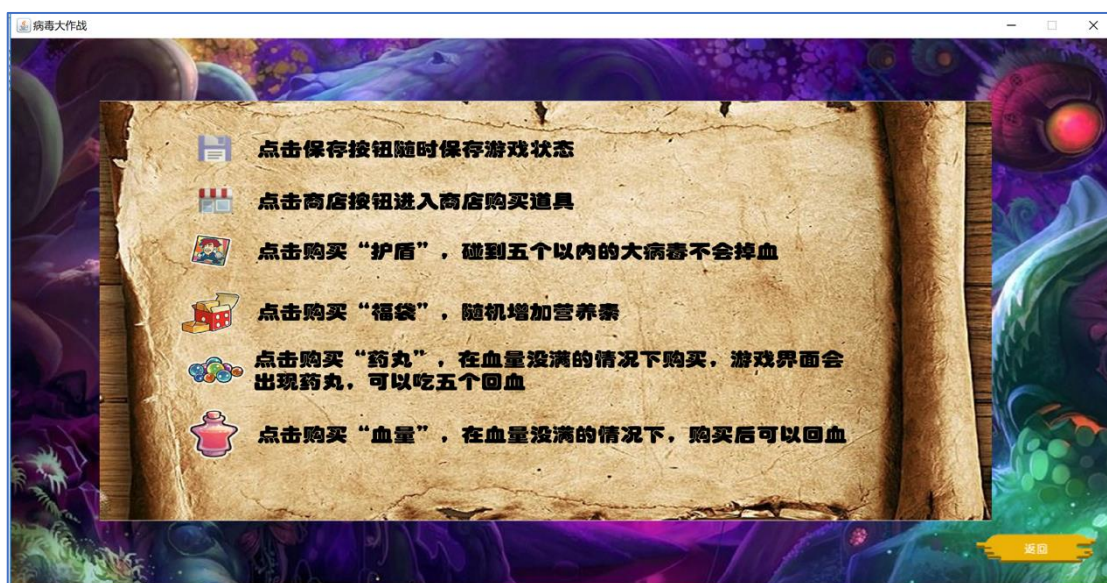 病毒大作战
点击保存按钮随时保存游戏状态
点击商店按钮进入商店购买道具
点击购买“护盾”，碰到五个以内的大病毒不会掉血
点击购买“福袋”，随机增加营养素
点击购买“药丸”，在血量没满的情况下购买，游戏界面会
出现药丸，可以吃五个回血
点击购买“血量”，在血量没满的情况下，购买后可以回血
返回